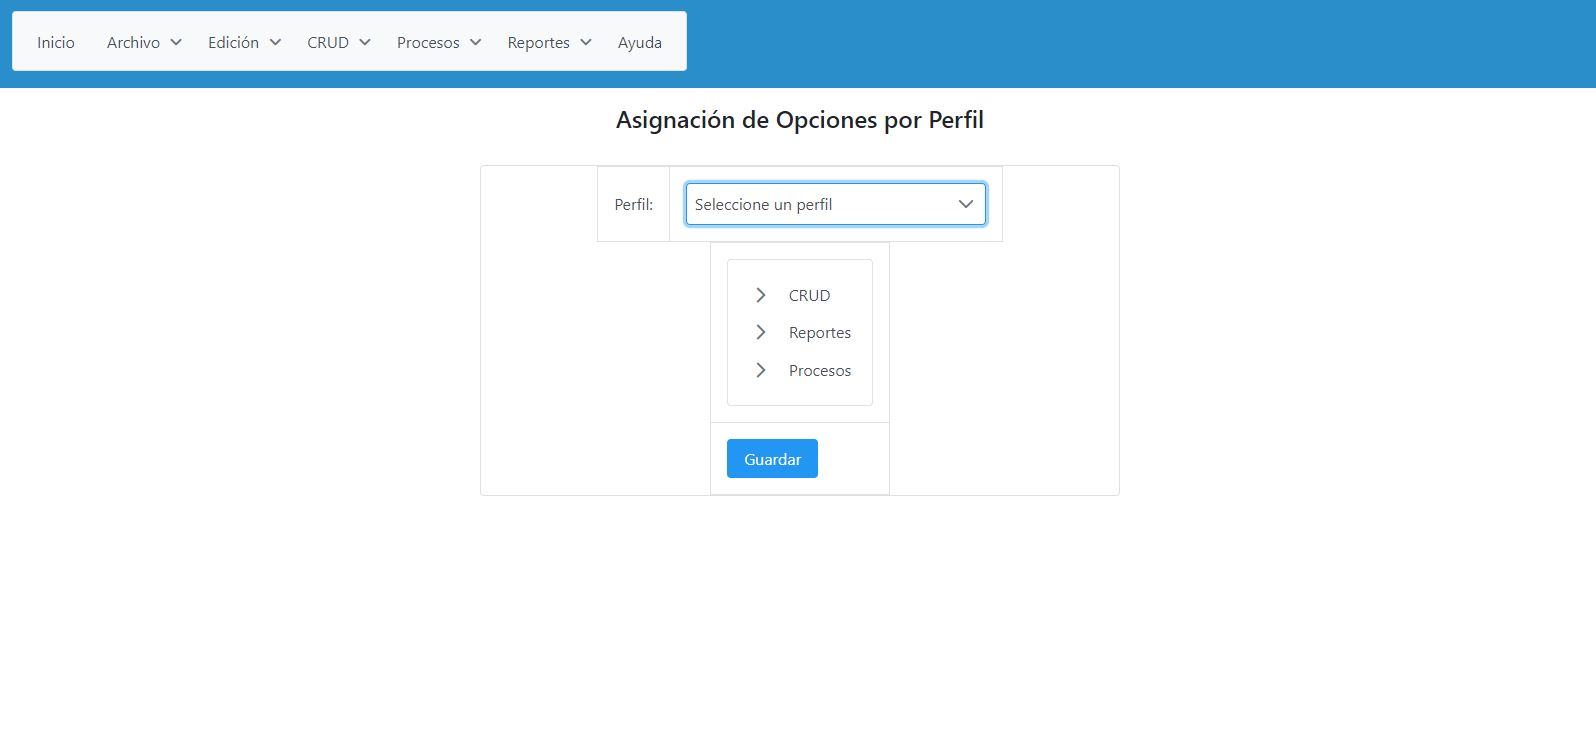 Inicio Archivo Edición CRUD Procesos Reportes Ayuda
Asignación de Opciones por Perfil
Perfil: Seleccione un perfil
CRUD
Reportes
Procesos
Guardar